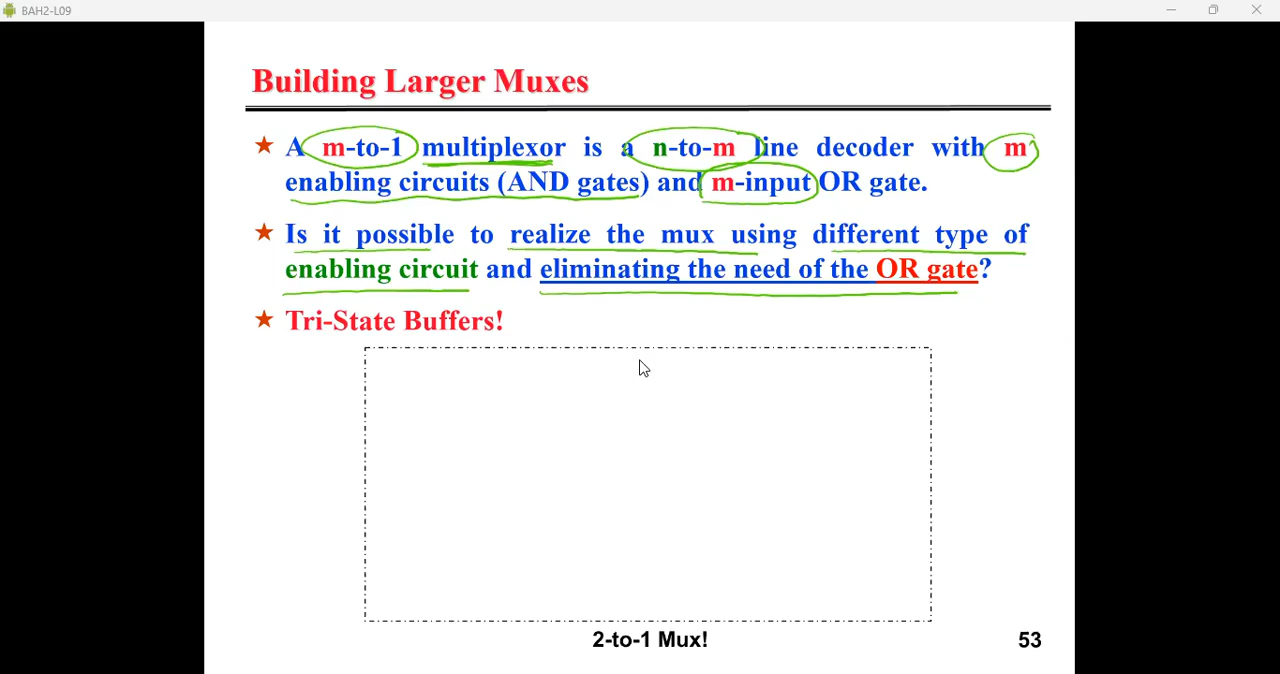 BAH2-L09
Building Larger Muxes
★ A m-to-1 multiplexor is a n-to-m line decoder with m
enabling circuits (AND gates) and m-input OR gate.
★ Is it possible to realize the mux using different type of
enabling circuit and eliminating the need of the OR gate?
★ Tri-State Buffers!
2-to-1 Mux!
53